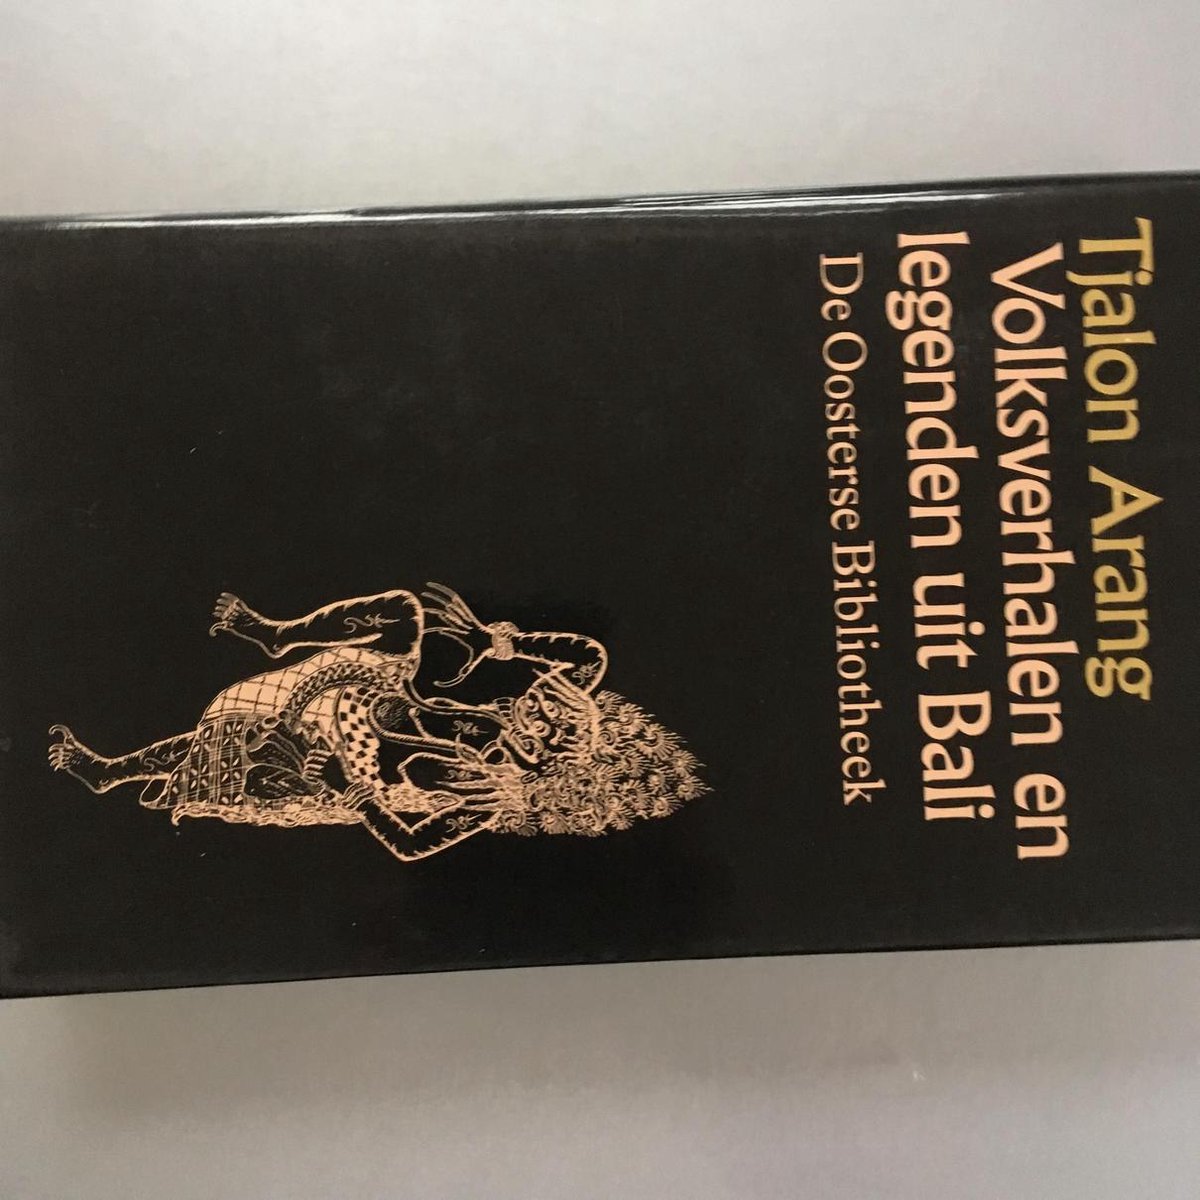 Tjalon Arang
Volksverhalen en
legenden uit Bali
De Oosterse Bibliotheek